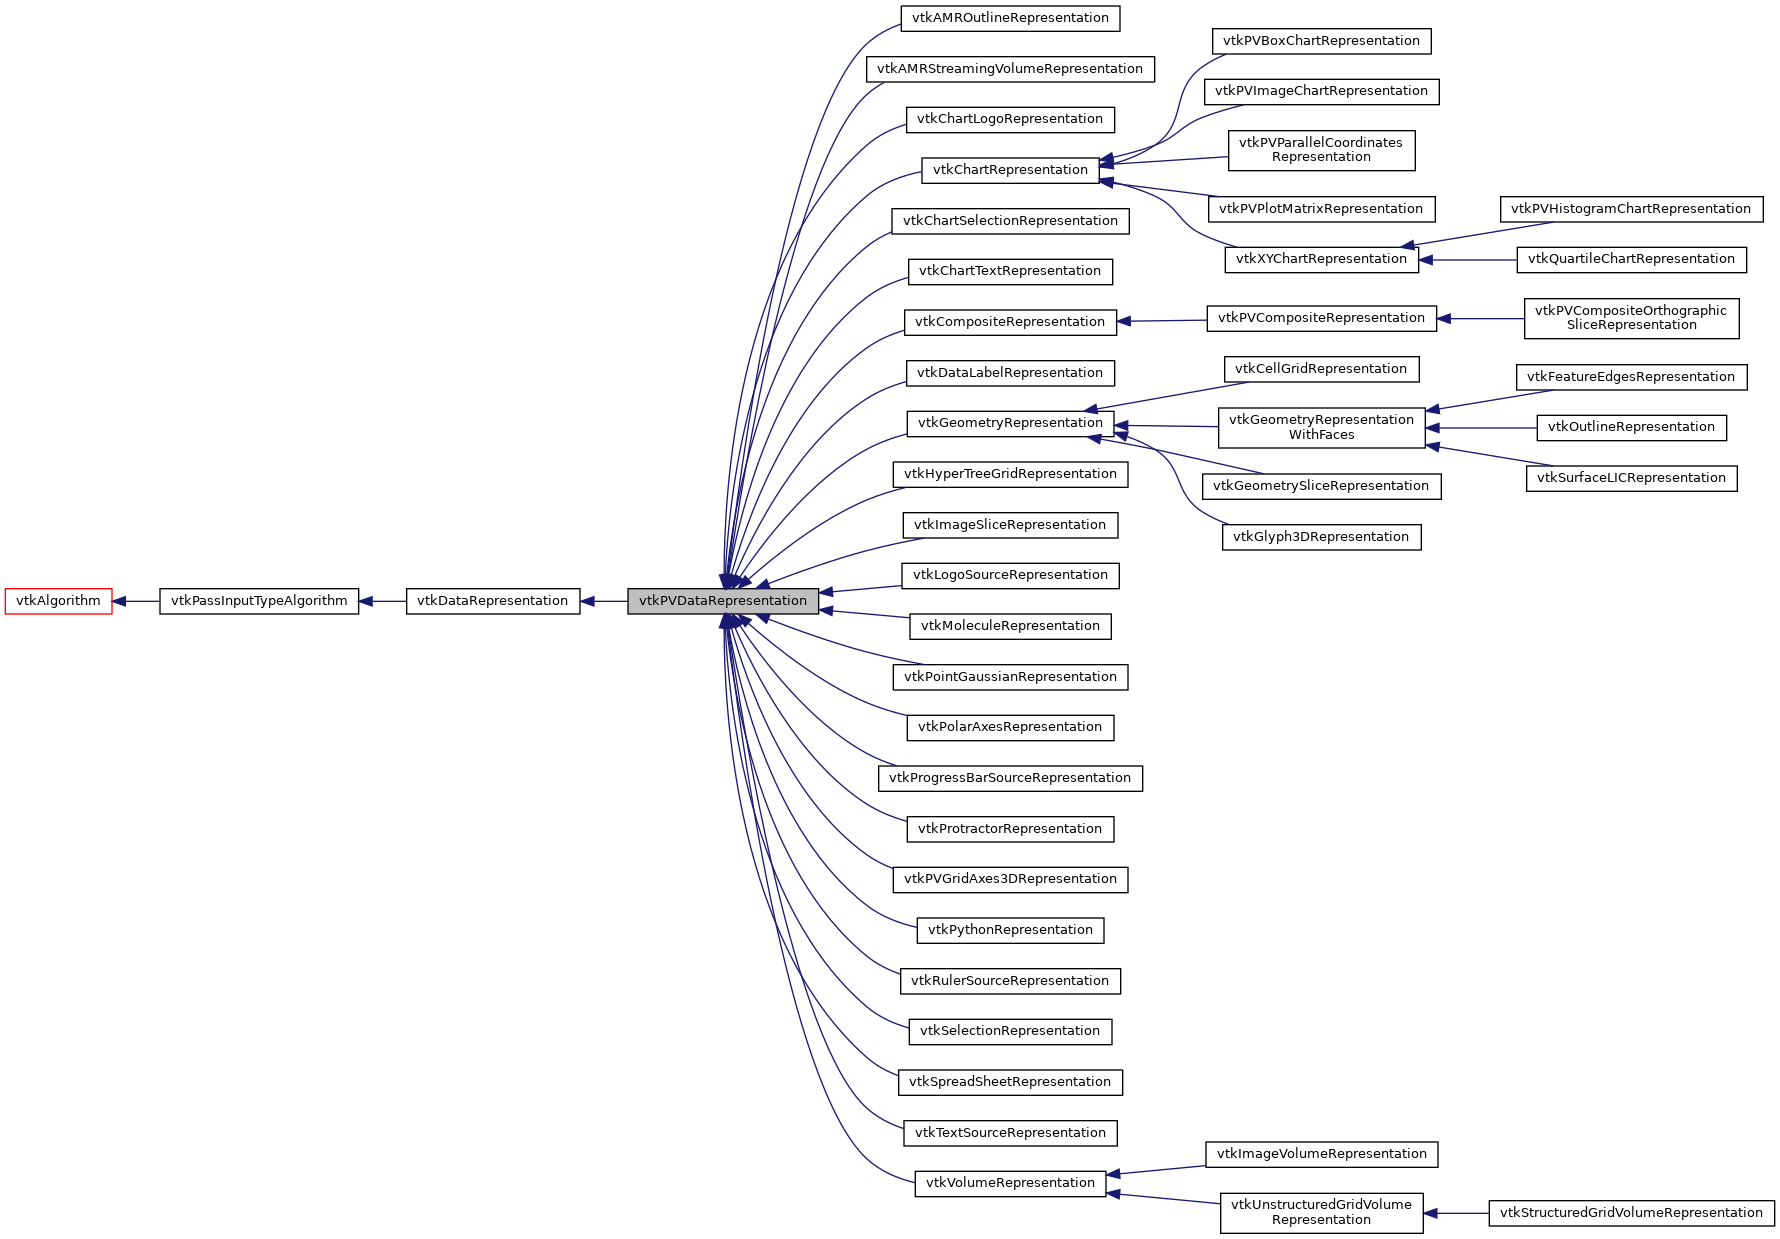 vtkAlgorithm
vtkPassInputTypeAlgorithm
vtkDataRepresentation
vtkPVDataRepresentation
vtkAMROutlineRepresentation
vtkAMRStreamingVolumeRepresentation
vtkChartLogoRepresentation
vtkChartRepresentation
vtkPVBoxChartRepresentation
vtkPVImageChartRepresentation
vtkPVParallelCoordinates
Representation
vtkPVPlotMatrixRepresentation
vtkXYChartRepresentation
vtkPVHistogramChartRepresentation
vtkQuartileChartRepresentation
vtkChartSelectionRepresentation
vtkChartTextRepresentation
vtkCompositeRepresentation
vtkPVCompositeRepresentation
vtkPVCompositeOrthographic
SliceRepresentation
vtkDataLabelRepresentation
vtkGeometryRepresentation
vtkCellGridRepresentation
vtkGeometryRepresentation
WithFaces
vtkFeatureEdgesRepresentation
vtkOutlineRepresentation
vtkSurfaceLICRepresentation
vtkGeometrySliceRepresentation
vtkGlyph3DRepresentation
vtkHyperTreeGridRepresentation
vtkImageSliceRepresentation
vtkLogoSourceRepresentation
vtkMoleculeRepresentation
vtkPointGaussianRepresentation
vtkPolarAxesRepresentation
vtkProgressBarSourceRepresentation
vtkProtractorRepresentation
vtkPVGridAxes3DRepresentation
vtkPythonRepresentation
vtkRulerSourceRepresentation
vtkSelectionRepresentation
vtkSpreadSheetRepresentation
vtkTextSourceRepresentation
vtkVolumeRepresentation
vtkImageVolumeRepresentation
vtkUnstructuredGridVolume
Representation
vtkStructuredGridVolumeRepresentation